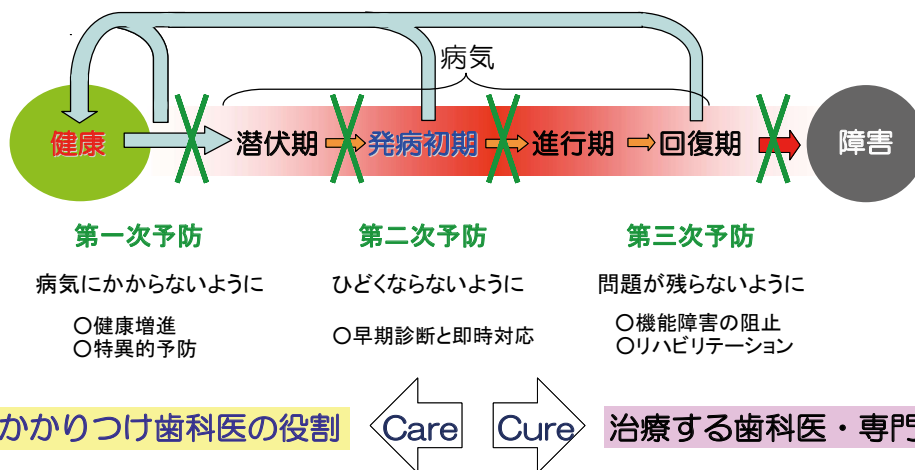 病気
健康
潜伏期
発病初期
進行期
回復期
障害
第一次予防
第二次予防
第三次予防
病気にかからないように
ひどくならないように
問題が残らないように
○健康増進
○特異的予防
○早期診断と即時対応
○機能障害の阻止
○リハビリテーション
かかりつけ歯科医の役割
Care
Cure
治療する歯科医・専門